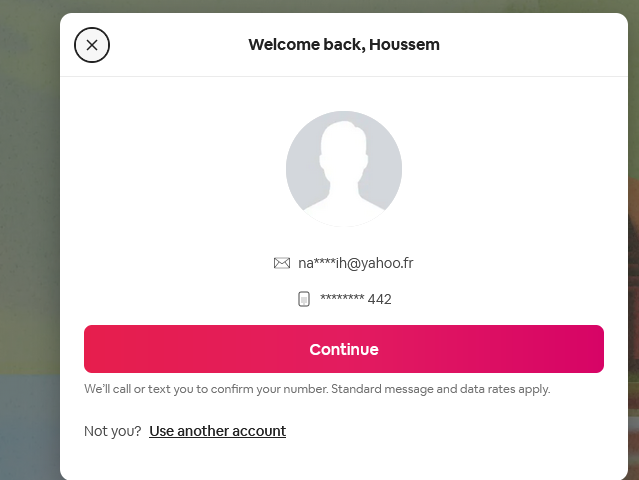 Welcome back, Houssem
na****ih@yahoo.fr
******** 442
Continue
We'll call or text you to confirm your number. Standard message and data rates apply.
Not you? Use another account